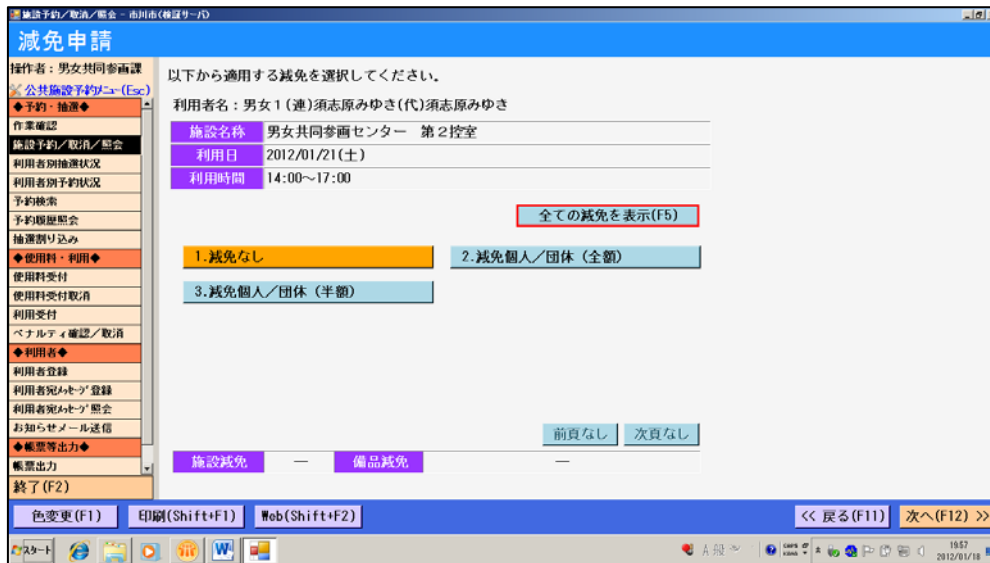 施設予約/取消/照会 - 市川市(検証サーバ)
減免申請
操作者：男女共同参画課
公共施設予約ﾒﾆｭｰ(Esc)
◆予約・抽選◆
作業確認
施設予約／取消／照会
利用者別抽選状況
利用者別予約状況
予約検索
予約履歴照会
抽選割り込み
◆使用料・利用◆
使用料受付
使用料受付取消
利用受付
ペナルティ確認／取消
◆利用者◆
利用者登録
利用者宛ﾒｯｾｰｼﾞ登録
利用者宛ﾒｯｾｰｼﾞ照会
お知らせメール送信
◆帳票等出力◆
帳票出力
終了(F2)
以下から適用する減免を選択してください。
利用者名：男女１(連)須志原みゆき(代)須志原みゆき
施設名称 男女共同参画センター　第２控室
利用日 2012/01/21(土)
利用時間 14:00～17:00
全ての減免を表示(F5)
1.減免なし 2.減免個人／団体（全額）
3.減免個人／団体（半額）
前頁なし 次頁なし
施設減免 ― 備品減免 ―
色変更(F1) 印刷(Shift+F1) Web(Shift+F2) << 戻る(F11) 次へ(F12) >>
スタート A 般 CAPS KANA 19:57
2012/01/18